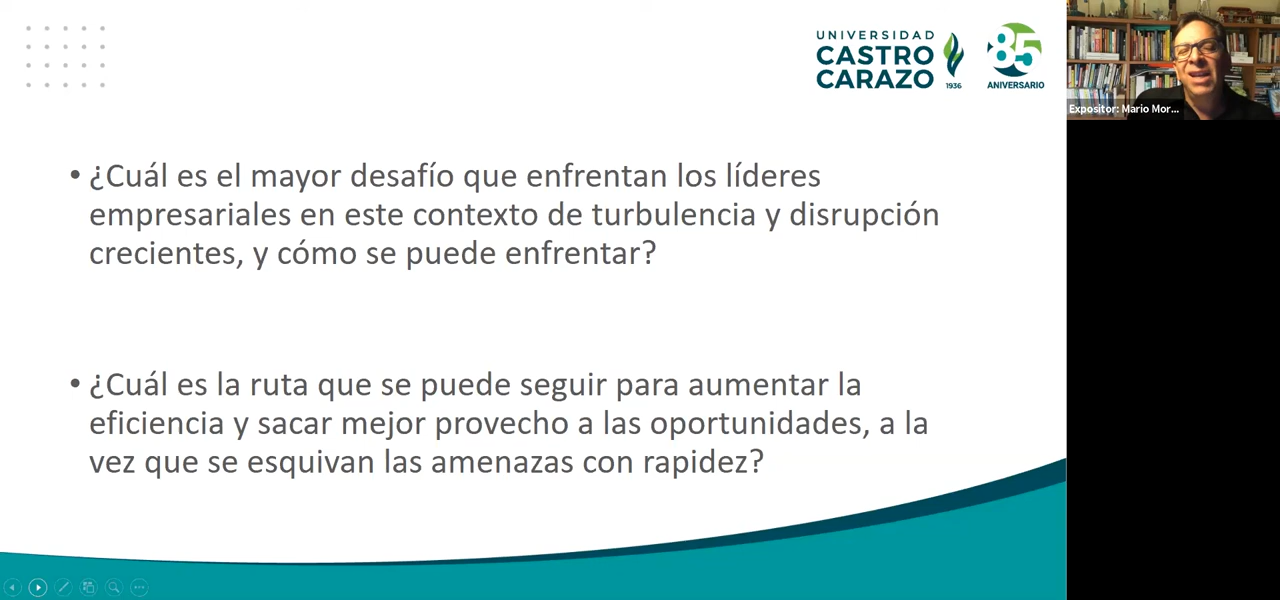 UNIVERSIDAD
CASTRO
CARAZO
1936
85
ANIVERSARIO
Expositor: Mario Mor...
• ¿Cuál es el mayor desafío que enfrentan los líderes
empresariales en este contexto de turbulencia y disrupción
crecientes, y cómo se puede enfrentar?
• ¿Cuál es la ruta que se puede seguir para aumentar la
eficiencia y sacar mejor provecho a las oportunidades, a la
vez que se esquivan las amenazas con rapidez?